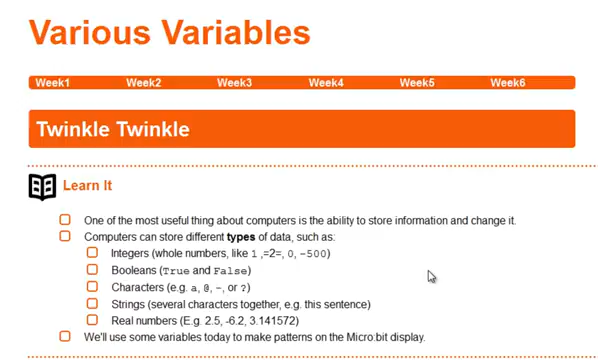 Various Variables
Week1 Week2 Week3 Week4 Week5 Week6
Twinkle Twinkle
Learn It
One of the most useful thing about computers is the ability to store information and change it.
Computers can store different types of data, such as:
Integers (whole numbers, like 1 ,=2=, 0, -500)
Booleans (True and False)
Characters (e.g. a, @, -, or ?)
Strings (several characters together, e.g. this sentence)
Real numbers (E.g. 2.5, -6.2, 3.141572)
We'll use some variables today to make patterns on the Micro:bit display.